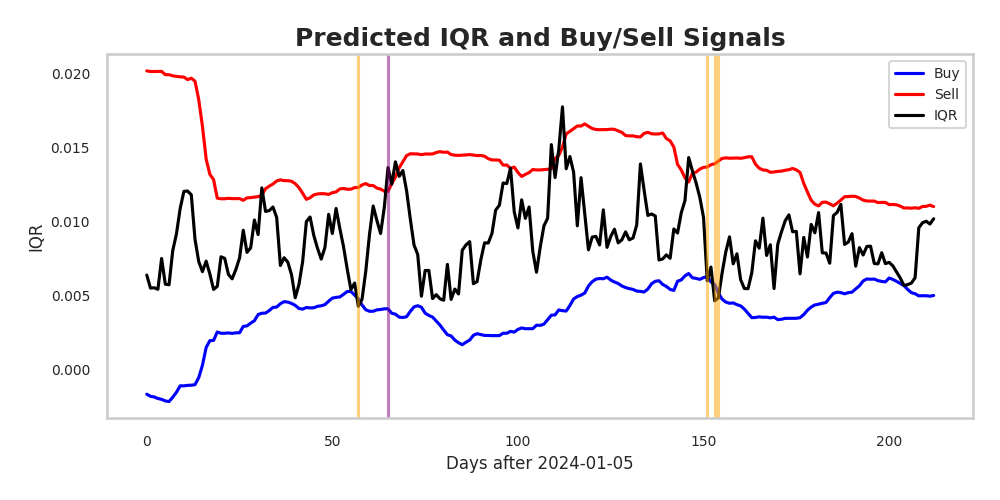 Predicted IQR and Buy/Sell Signals
0.020
0.015
0.010
0.005
0.000
IQR
Buy
Sell
IQR
0
50
100
150
200
Days after 2024-01-05